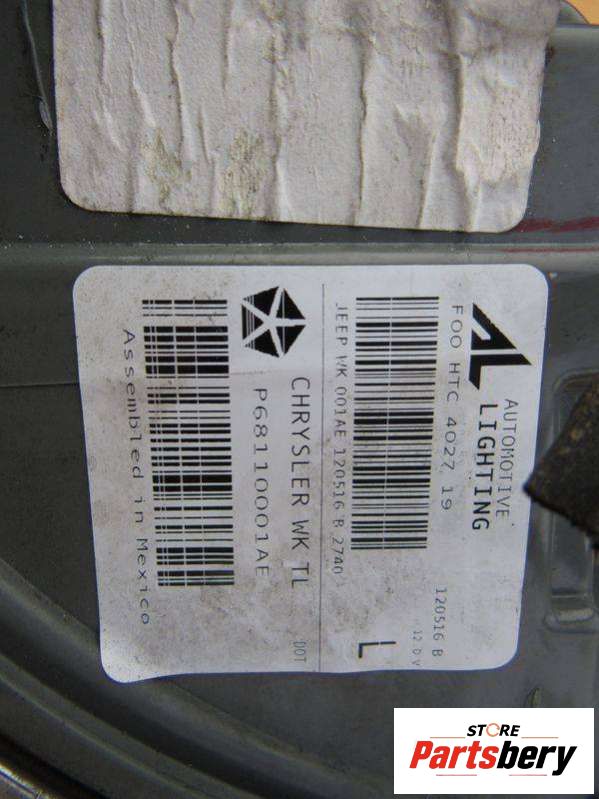 AUTOMOTIVE
LIGHTING
FOO HTC 4027 19
120516 B
12.0 V
L
JEEP WK 001AE 120516 B 2740
CHRYSLER WK TL
DOT
P68110001AE
Assembled in Mexico
STORE
Partsbery